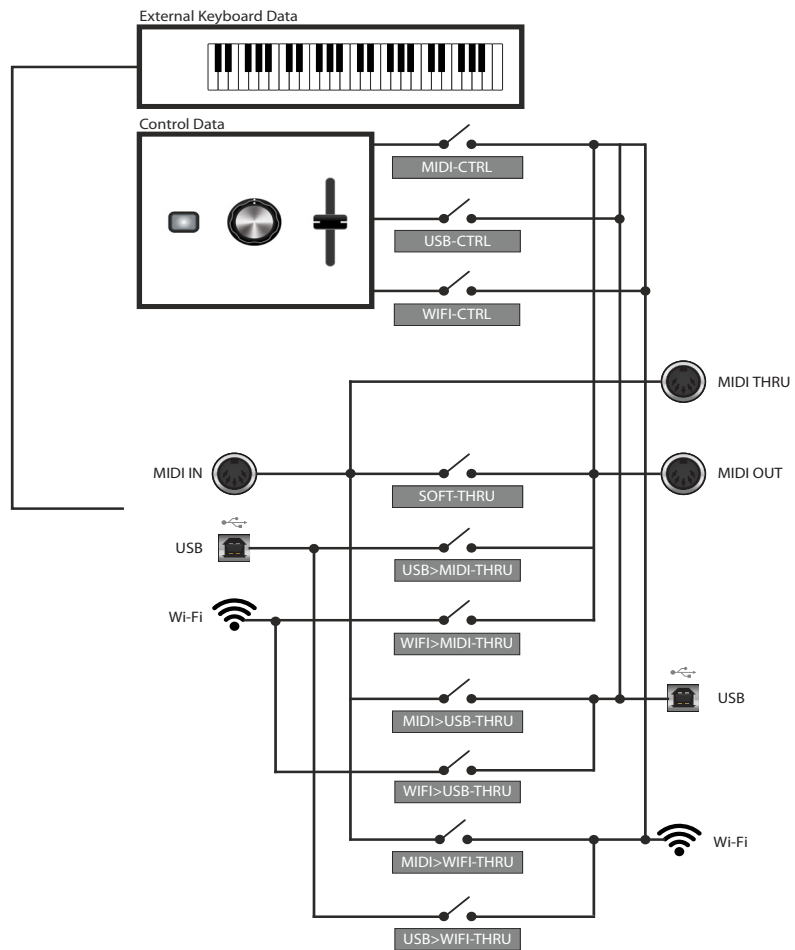 External Keyboard Data
Control Data
MIDI-CTRL
USB-CTRL
WIFI-CTRL
MIDI THRU
MIDI IN
SOFT-THRU
MIDI OUT
USB
USB>MIDI-THRU
Wi-Fi
WIFI>MIDI-THRU
MIDI>USB-THRU
USB
WIFI>USB-THRU
MIDI>WIFI-THRU
Wi-Fi
USB>WIFI-THRU